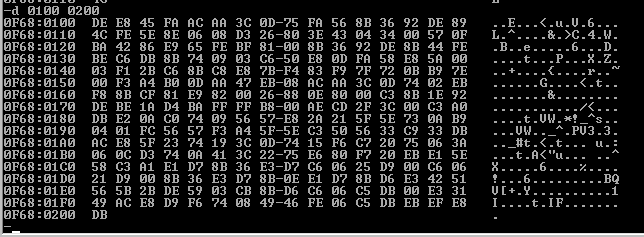 -d 0100 0200
0F68:0100 DE E8 45 FA AC AA 3C 0D-75 FA 56 8B 36 92 DE 89 ..E...<.u.V.6...
0F68:0110 4C FE 5E 8E 06 08 D3 26-80 3E 43 04 34 00 57 0F L.^....&.>C.4.W.
0F68:0120 BA 42 86 E9 65 FE BF 81-00 8B 36 92 DE 8B 44 FE .B..e.....6...D.
0F68:0130 BE C6 DB 8B 74 09 03 C6-50 E8 0D FA 58 E8 5A 00 ....t...P...X.Z.
0F68:0140 03 F1 2B C6 8B C8 E8 7B-F4 83 F9 7F 72 0B B9 7E ..+....{....r..~
0F68:0150 00 F3 A4 B0 0D AA 47 EB-08 AC AA 3C 0D 74 02 EB ......G....<.t..
0F68:0160 F8 8B CF 81 E9 82 00 26-88 0E 80 00 C3 8B 1E 92 .......&........
0F68:0170 DE BE 1A D4 BA FF FF B8-00 AE CD 2F 3C 00 C3 A0 .........../<...
0F68:0180 DB E2 0A C0 74 09 56 57-E8 2A 21 5F 5E 73 0A B9 ....t.VW.*!_^s..
0F68:0190 04 01 FC 56 57 F3 A4 5F-5E C3 50 56 33 C9 33 DB ...VW.._^.PV3.3.
0F68:01A0 AC E8 5F 23 74 19 3C 0D-74 15 F6 C7 20 75 06 3A .._#t.<.t... u.:
0F68:01B0 06 0C D3 74 0A 41 3C 22-75 E6 80 F7 20 EB E1 5E ...t.A<"u... ..^
0F68:01C0 58 C3 A1 E1 D7 8B 36 E3-D7 C6 06 25 D9 00 C6 06 X.....6....%....
0F68:01D0 21 D9 00 8B 36 E3 D7 8B-0E E1 D7 8B D6 E3 42 51 !...6.........BQ
0F68:01E0 56 5B 2B DE 59 03 CB 8B-D6 C6 06 C5 DB 00 E3 31 V[+.Y..........1
0F68:01F0 49 AC E8 D9 F6 74 08 49-46 FE 06 C5 DB EB EF E8 I....t.IF.......
0F68:0200 DB .
-